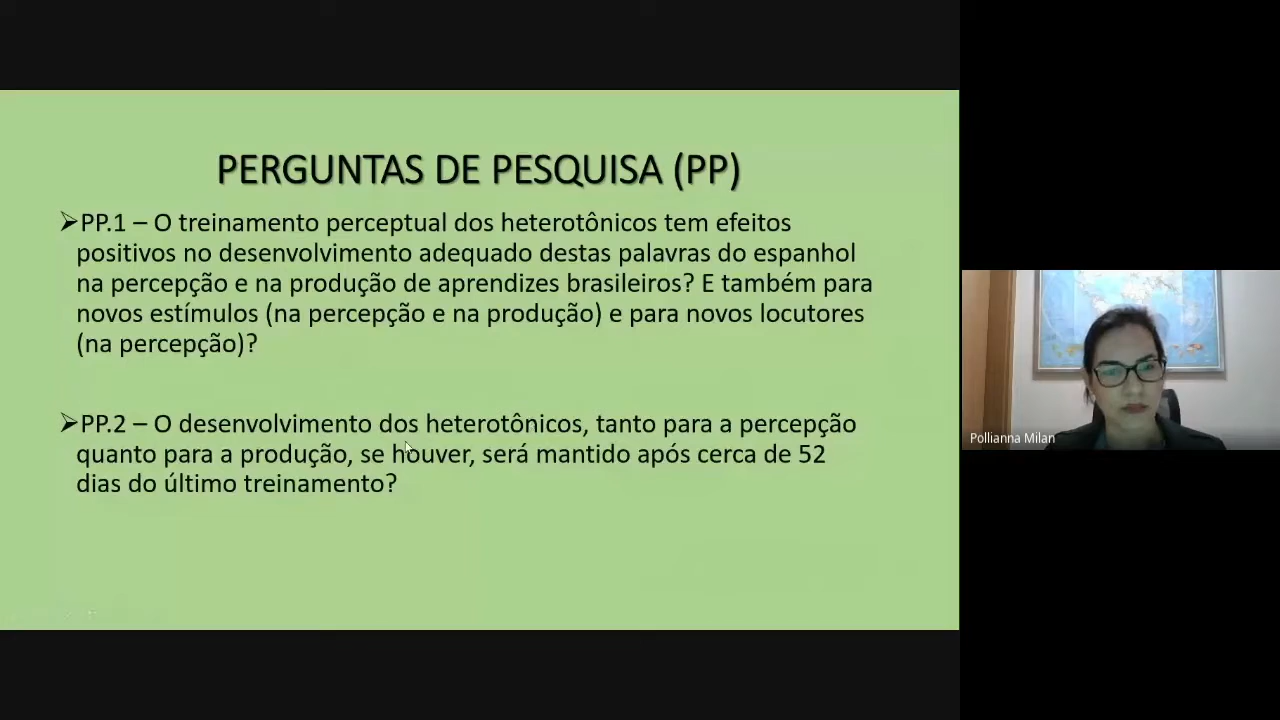 PERGUNTAS DE PESQUISA (PP)
➢PP.1 – O treinamento perceptual dos heterotônicos tem efeitos
positivos no desenvolvimento adequado destas palavras do espanhol
na percepção e na produção de aprendizes brasileiros? E também para
novos estímulos (na percepção e na produção) e para novos locutores
(na percepção)?
➢PP.2 – O desenvolvimento dos heterotônicos, tanto para a percepção
quanto para a produção, se houver, será mantido após cerca de 52
dias do último treinamento?
Pollianna Milan